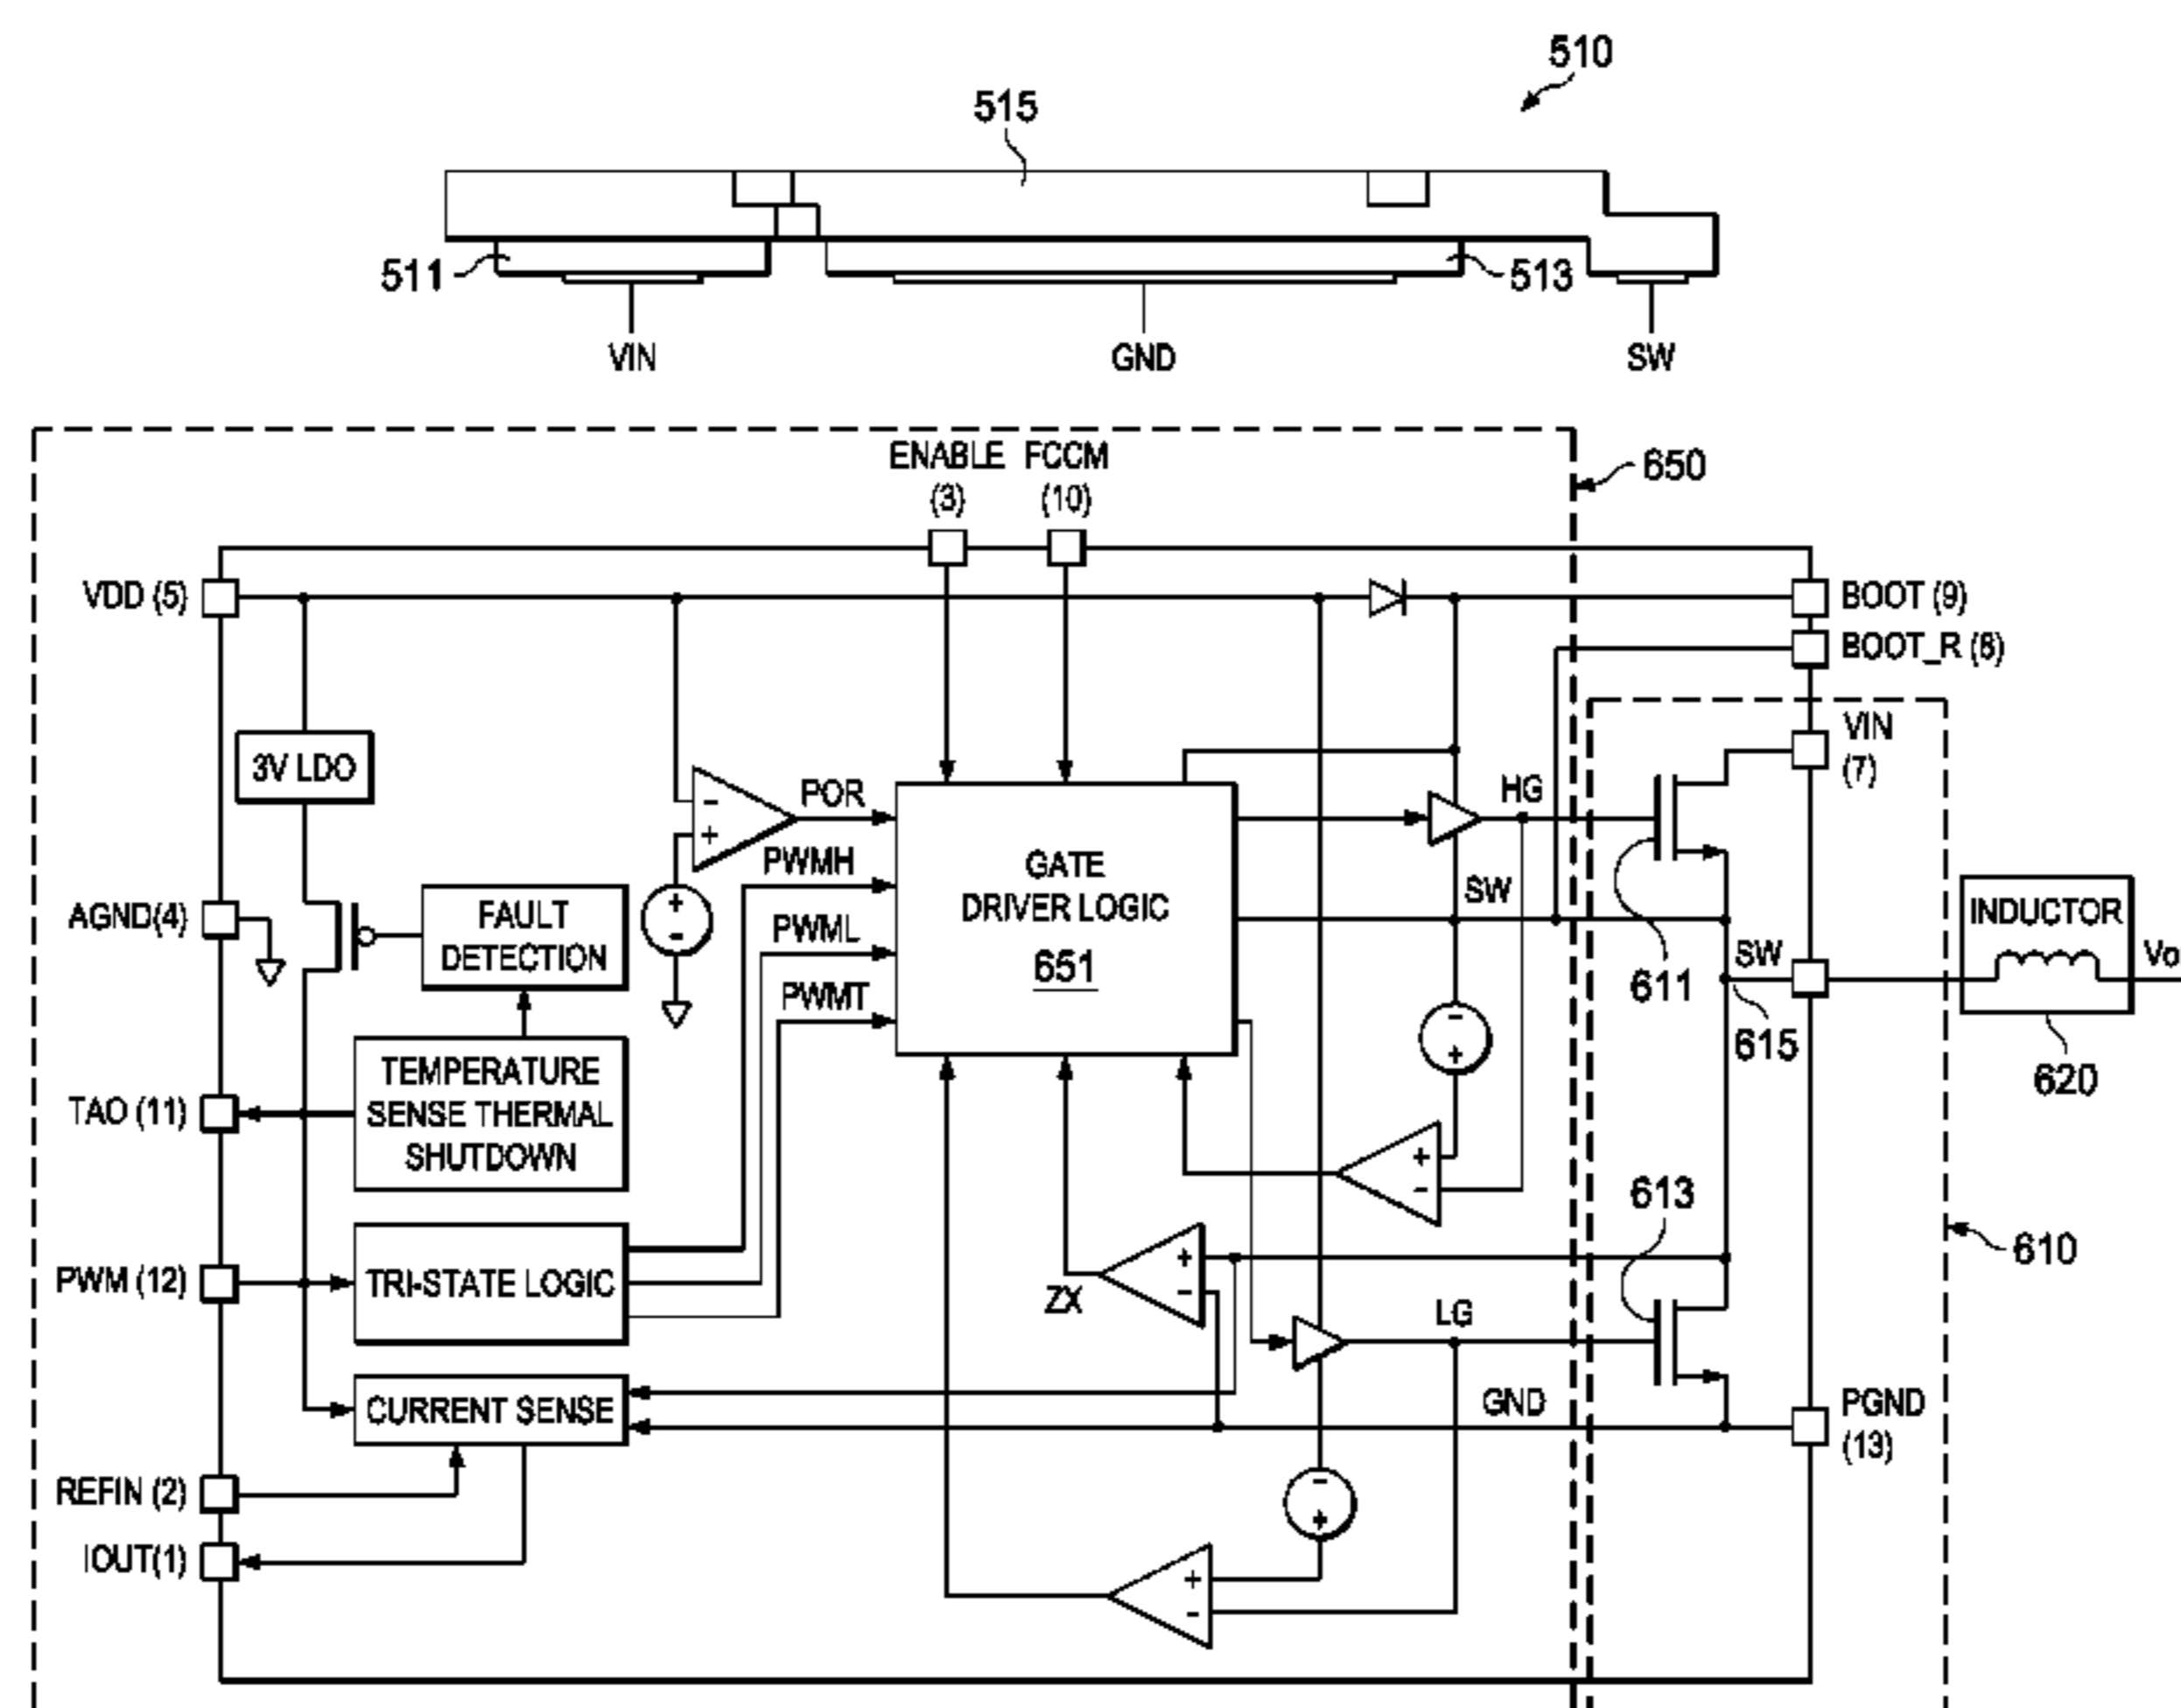 510
515
511
513
VIN
GND
SW
ENABLE
(3)
FCCM
(10)
650
VDD (5)
BOOT (9)
BOOT_R (8)
VIN
(7)
3V LDO
POR
HG
PWMH
GATE
DRIVER LOGIC
651
SW
AGND(4)
FAULT
DETECTION
PWML
PWMT
611
SW
615
INDUCTOR
Vo
620
TAO (11)
TEMPERATURE
SENSE THERMAL
SHUTDOWN
- +
+ -
- +
+ -
613
610
PWM (12)
TRI-STATE LOGIC
+ -
ZX
LG
CURRENT SENSE
GND
PGND
(13)
REFIN (2)
- +
IOUT(1)
+ -